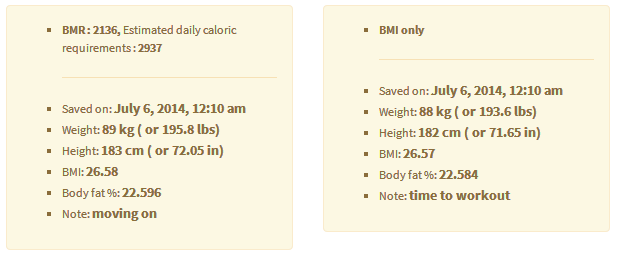 BMR : 2136, Estimated daily caloric
requirements : 2937
Saved on: July 6, 2014, 12:10 am
Weight: 89 kg ( or 195.8 lbs)
Height: 183 cm ( or 72.05 in)
BMI: 26.58
Body fat %: 22.596
Note: moving on
BMI only
Saved on: July 6, 2014, 12:10 am
Weight: 88 kg ( or 193.6 lbs)
Height: 182 cm ( or 71.65 in)
BMI: 26.57
Body fat %: 22.584
Note: time to workout